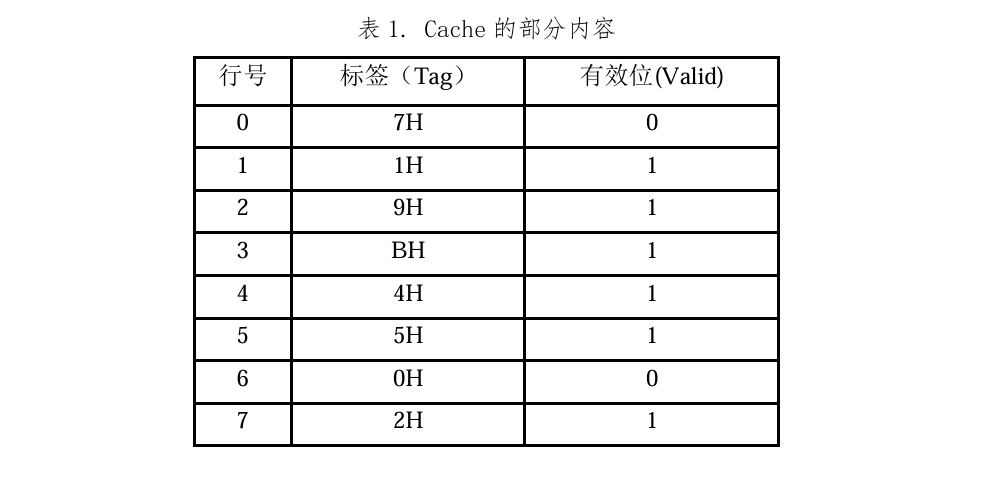 表 1. Cache 的部分内容
行号 标签（Tag） 有效位(Valid)
0 7H 0
1 1H 1
2 9H 1
3 BH 1
4 4H 1
5 5H 1
6 0H 0
7 2H 1